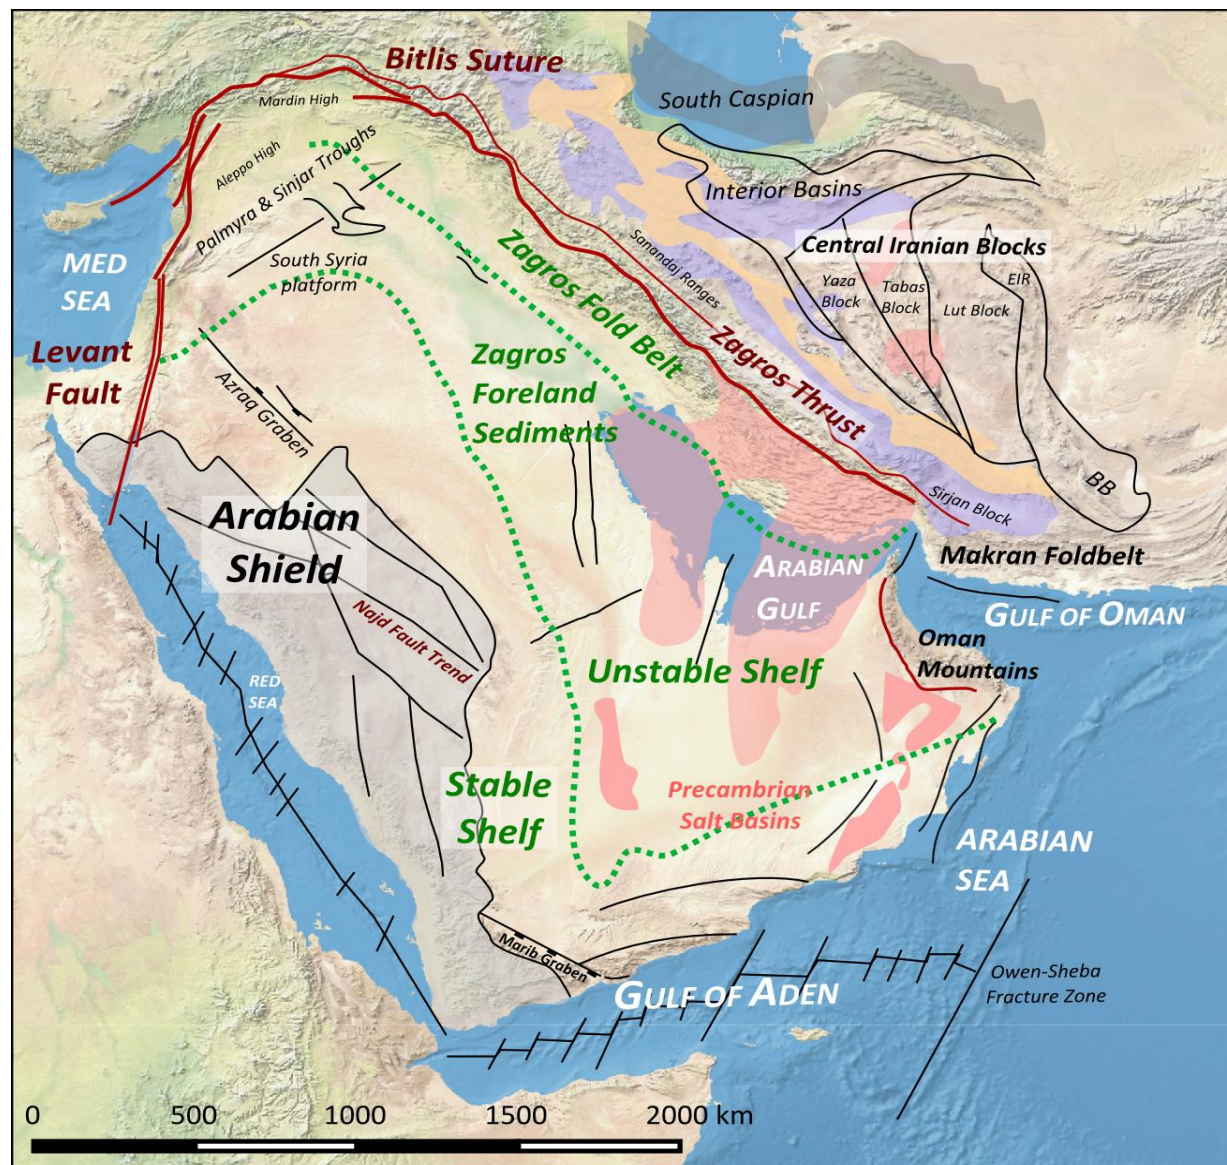 Bitlis Suture
Mardin High
South Caspian
Aleppo High
Palmyra & Sinjar Troughs
Interior Basins
MED
SEA
South Syria
platform
Zagros Fold Belt
Sanandaj Ranges
Central Iranian Blocks
Yaza
Block
Tabas
Block
Lut Block
EIR
Levant
Fault
Azraq Graben
Zagros
Foreland
Sediments
Zagros Thrust
BB
Sirjan Block
Arabian
Shield
Makran Foldbelt
ARABIAN
GULF
GULF OF OMAN
Najd Fault Trend
Oman
Mountains
RED
SEA
Unstable Shelf
Stable
Shelf
Precambrian
Salt Basins
ARABIAN
SEA
Marib Graben
GULF OF ADEN
Owen-Sheba
Fracture Zone
0 500 1000 1500 2000 km